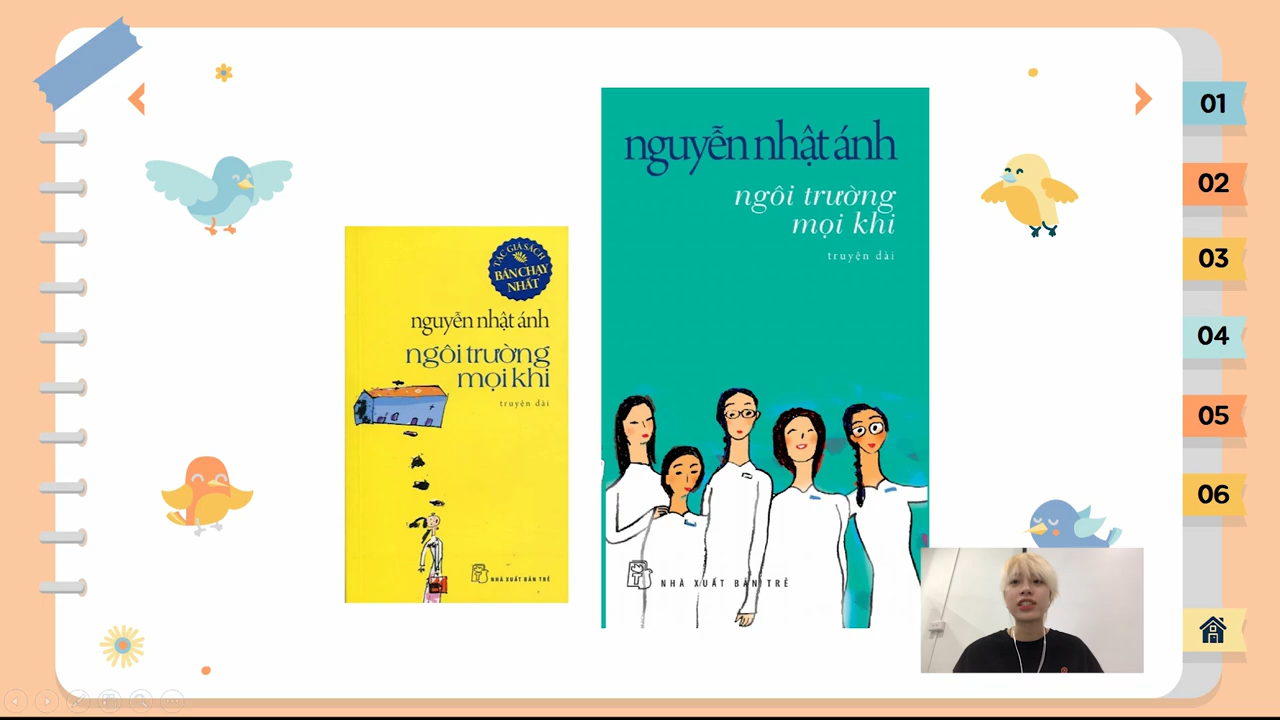 TÁC GIẢ SÁCH
BÁN CHẠY
NHẤT
nguyễn nhật ánh
ngôi trường
mọi khi
truyện dài
NHÀ XUẤT BẢN TRẺ
nguyễn nhật ánh
ngôi trường
mọi khi
truyện dài
NHÀ XUẤT BẢN TRẺ
01
02
03
04
05
06